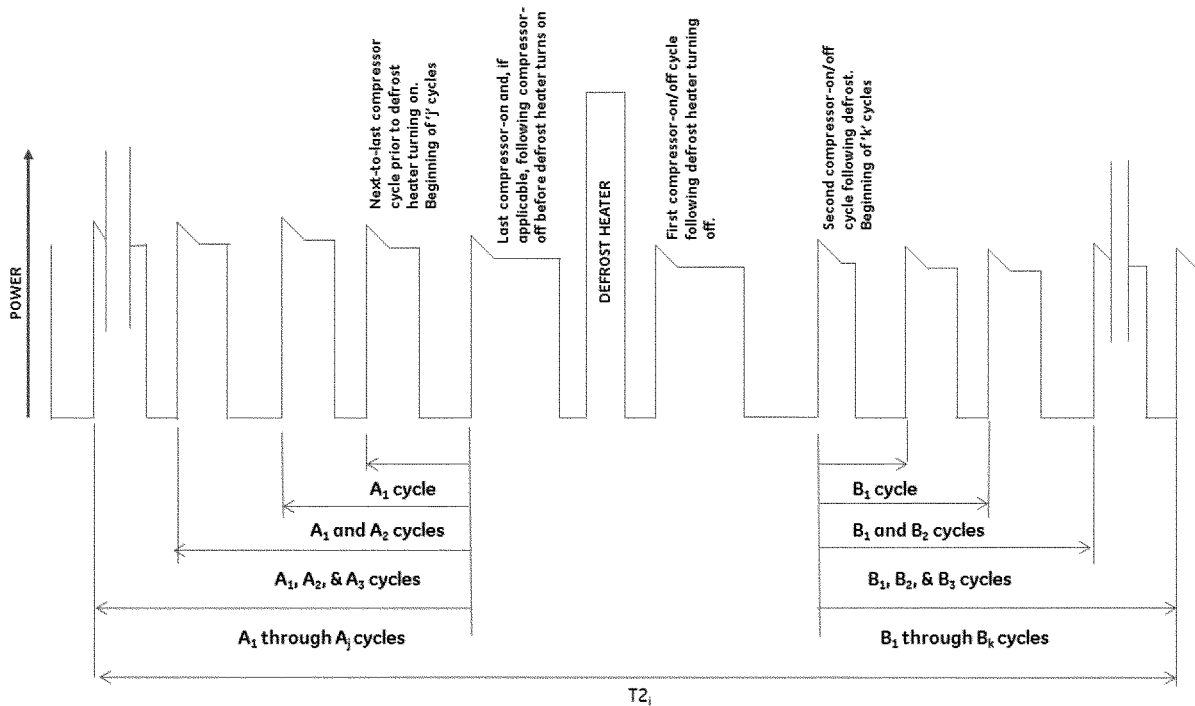 POWER
Next-to-last compressor
cycle prior to defrost
heater turning on.
Beginning of 'j' cycles
Last compressor-on and, if
applicable, following compressor-
off before defrost heater turns on
DEFROST HEATER
First compressor-on/off cycle
following defrost heater turning
off.
Second compressor-on/off
cycle following defrost.
Beginning of 'k' cycles
A₁ cycle
A₁ and A₂ cycles
A₁, A₂, & A₃ cycles
A₁ through Aⱼ cycles
B₁ cycle
B₁ and B₂ cycles
B₁, B₂, & B₃ cycles
B₁ through Bₖ cycles
T2ᵢ